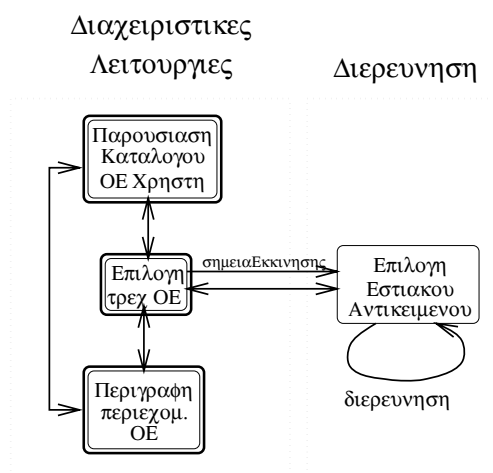 Διαχειριστικες
Λειτουργιες
Διερευνηση
Παρουσιαση
Καταλογου
ΟΕ Χρηστη
σημειαΕκκινησης
Επιλογη
τρεχ ΟΕ
Επιλογη
Εστιακου
Αντικειμενου
Περιγραφη
περιεχομ.
ΟΕ
διερευνηση